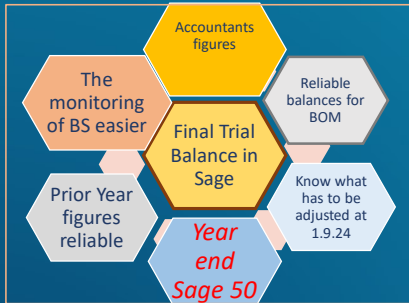 Accountants
figures
The
monitoring
of BS easier
Reliable
balances for
BOM
Final Trial
Balance in
Sage
Prior Year
figures
reliable
Know what
has to be
adjusted at
1.9.24
Year
end
Sage 50